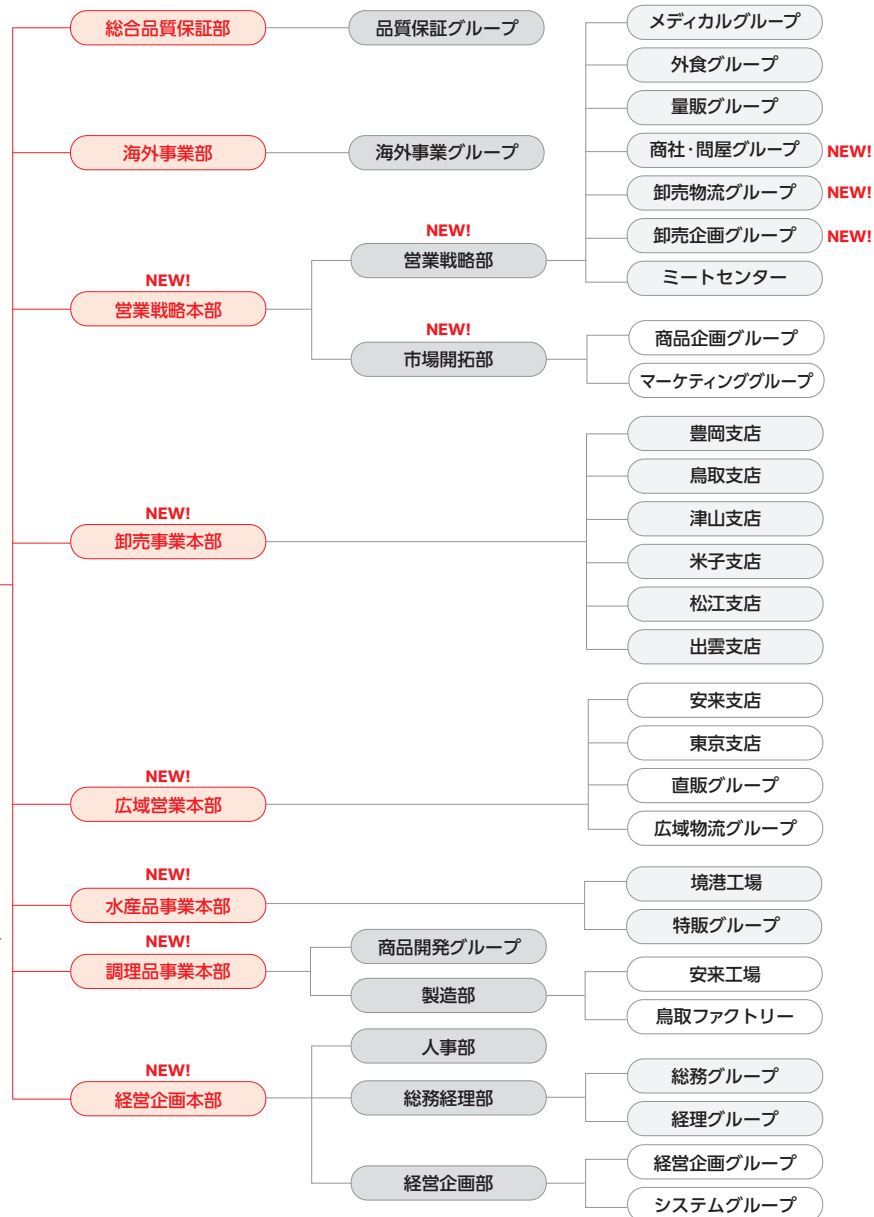 総合品質保証部
品質保証グループ
メディカルグループ
外食グループ
量販グループ
海外事業部
海外事業グループ
商社・問屋グループ NEW!
卸売物流グループ NEW!
NEW!
営業戦略部
卸売企画グループ NEW!
ミートセンター
NEW!
営業戦略本部
NEW!
市場開拓部
商品企画グループ
マーケティンググループ
NEW!
卸売事業本部
豊岡支店
鳥取支店
津山支店
米子支店
松江支店
出雲支店
NEW!
広域営業本部
安来支店
東京支店
直販グループ
広域物流グループ
NEW!
水産品事業本部
境港工場
特販グループ
NEW!
調理品事業本部
商品開発グループ
製造部
安来工場
鳥取ファクトリー
NEW!
経営企画本部
人事部
総務経理部
総務グループ
経理グループ
経営企画部
経営企画グループ
システムグループ